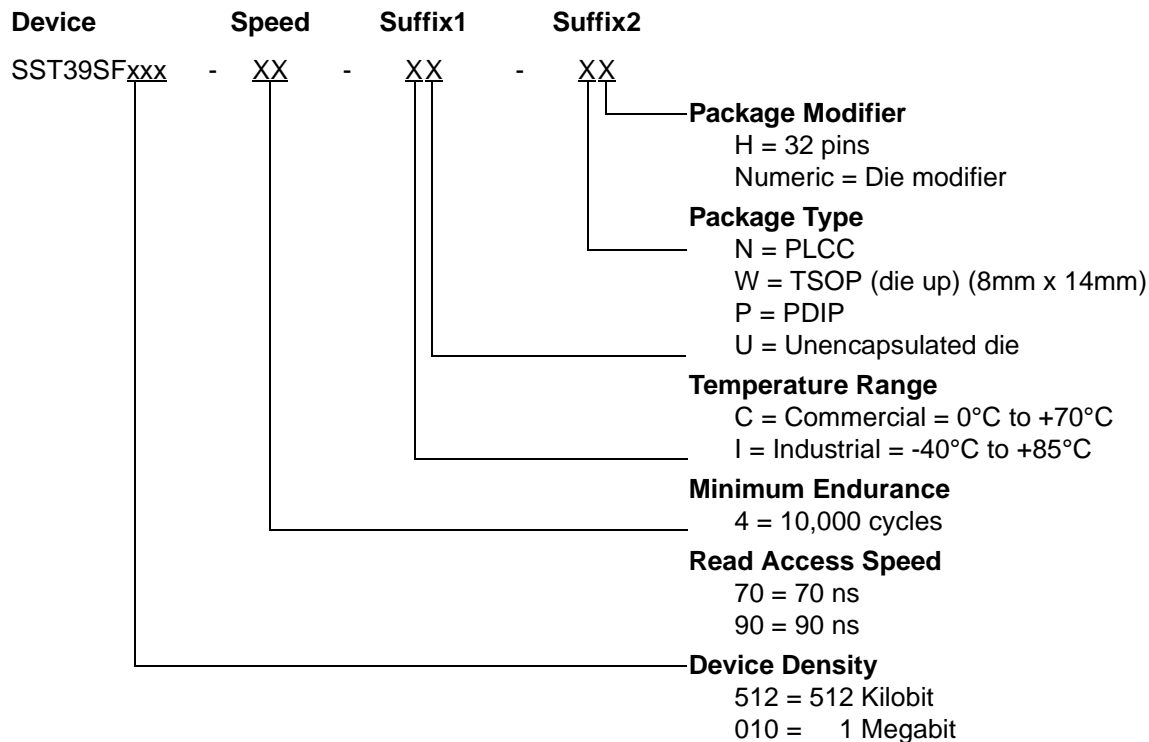 Device Speed Suffix1 Suffix2
SST39SFxxx - XX - XX - XX
Package Modifier
H = 32 pins
Numeric = Die modifier
Package Type
N = PLCC
W = TSOP (die up) (8mm x 14mm)
P = PDIP
U = Unencapsulated die
Temperature Range
C = Commercial = 0°C to +70°C
I = Industrial = -40°C to +85°C
Minimum Endurance
4 = 10,000 cycles
Read Access Speed
70 = 70 ns
90 = 90 ns
Device Density
512 = 512 Kilobit
010 = 1 Megabit